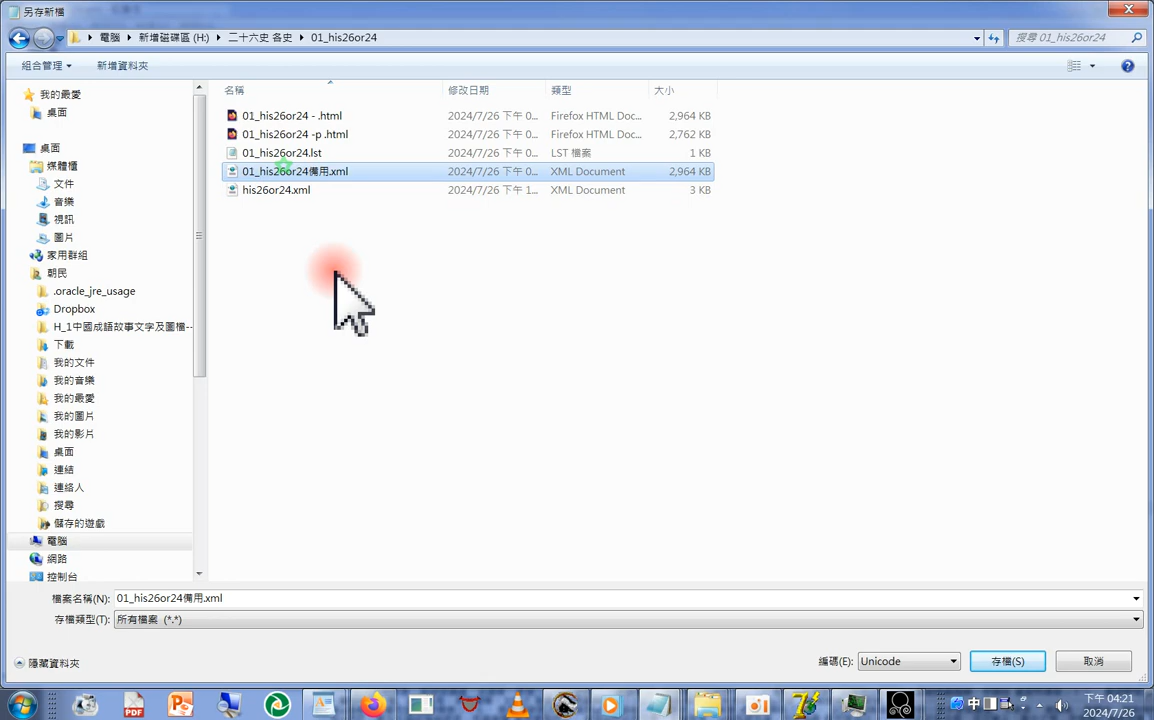 另存新檔
電腦 ▸ 新增磁碟區 (H:) ▸ 二十六史 各史 ▸ 01_his26or24
搜尋 01_his26or24
組合管理
新增資料夾
我的最愛
桌面
桌面
媒體櫃
文件
音樂
視訊
圖片
家用群組
朝民
.oracle_jre_usage
Dropbox
H_1中國成語故事文字及圖檔--
下載
我的文件
我的音樂
我的最愛
我的圖片
我的影片
桌面
連結
連絡人
搜尋
儲存的遊戲
電腦
網路
控制台
名稱 修改日期 類型 大小
01_his26or24 - .html 2024/7/26 下午 0... Firefox HTML Doc... 2,964 KB
01_his26or24 -p .html 2024/7/26 下午 0... Firefox HTML Doc... 2,762 KB
01_his26or24.lst 2024/7/26 下午 0... LST 檔案 1 KB
01_his26or24備用.xml 2024/7/26 下午 0... XML Document 2,964 KB
his26or24.xml 2024/7/26 下午 1... XML Document 3 KB
檔案名稱(N): 01_his26or24備用.xml
存檔類型(T): 所有檔案 (*.*)
隱藏資料夾
編碼(E): Unicode
存檔(S)
取消
PDF
中
下午 04:21
2024/7/26